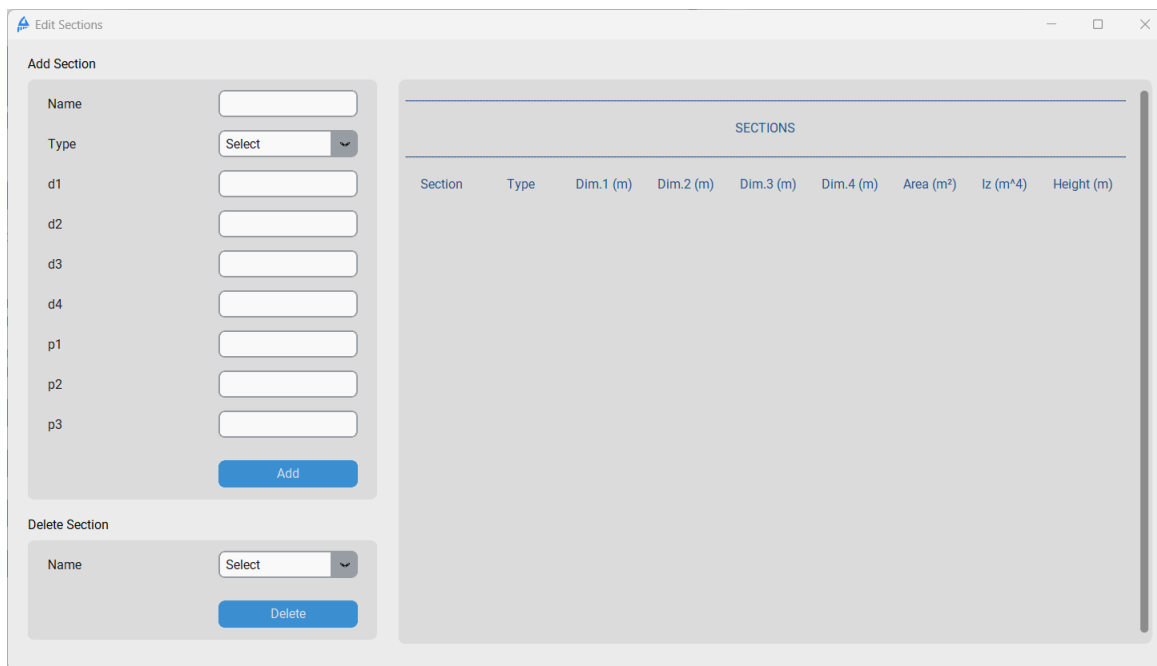 Edit Sections
Add Section
Name
Type Select
d1
d2
d3
d4
p1
p2
p3
Add
Delete Section
Name Select
Delete
SECTIONS
Section Type Dim.1 (m) Dim.2 (m) Dim.3 (m) Dim.4 (m) Area (m²) Iz (m^4) Height (m)